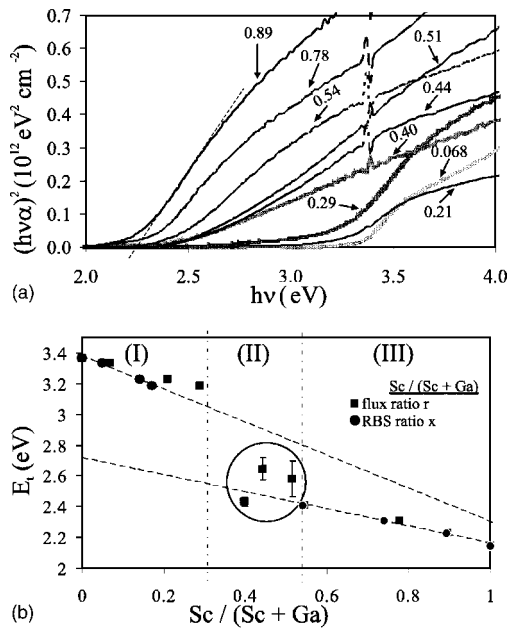 0.7
0.6
0.5
0.4
0.3
0.2
0.1
0.0
(hνα)² (10¹² eV² cm⁻²)
0.89
0.78
0.54
0.51
0.44
0.40
0.068
0.29
0.21
2.0 2.5 3.0 3.5 4.0
hν (eV)
(a)
(I) (II) (III)
3.4
3.2
3
2.8
2.6
2.4
2.2
2
Eₜ (eV)
Sc / (Sc + Ga)
■ flux ratio r
● RBS ratio x
0 0.2 0.4 0.6 0.8 1
Sc / (Sc + Ga)
(b)